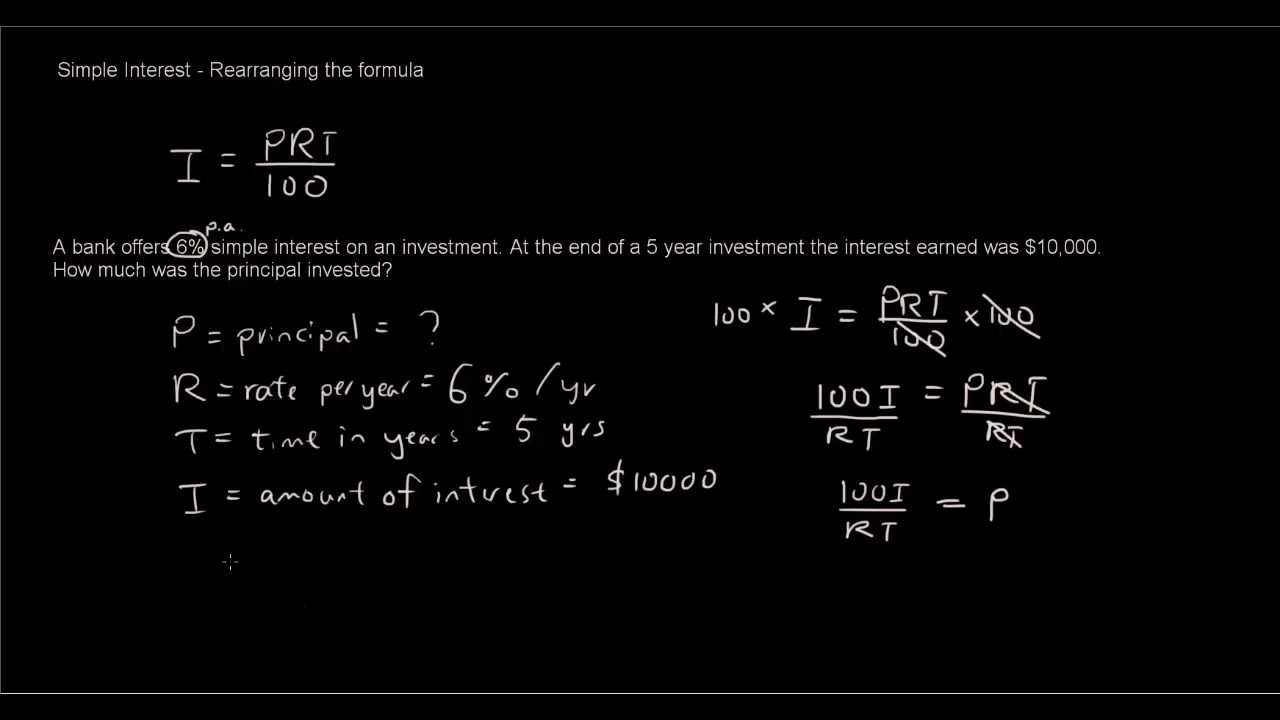 Simple Interest - Rearranging the formula
I = PRT
100
p.a.
A bank offers 6% simple interest on an investment. At the end of a 5 year investment the interest earned was $10,000.
How much was the principal invested?
P = principal = ?
R = rate per year = 6 % / yr
T = time in years = 5 yrs
I = amount of intrest = $10000
100 × I = PRT × 100
100
100I = PRT
RT RT
100I = P
RT